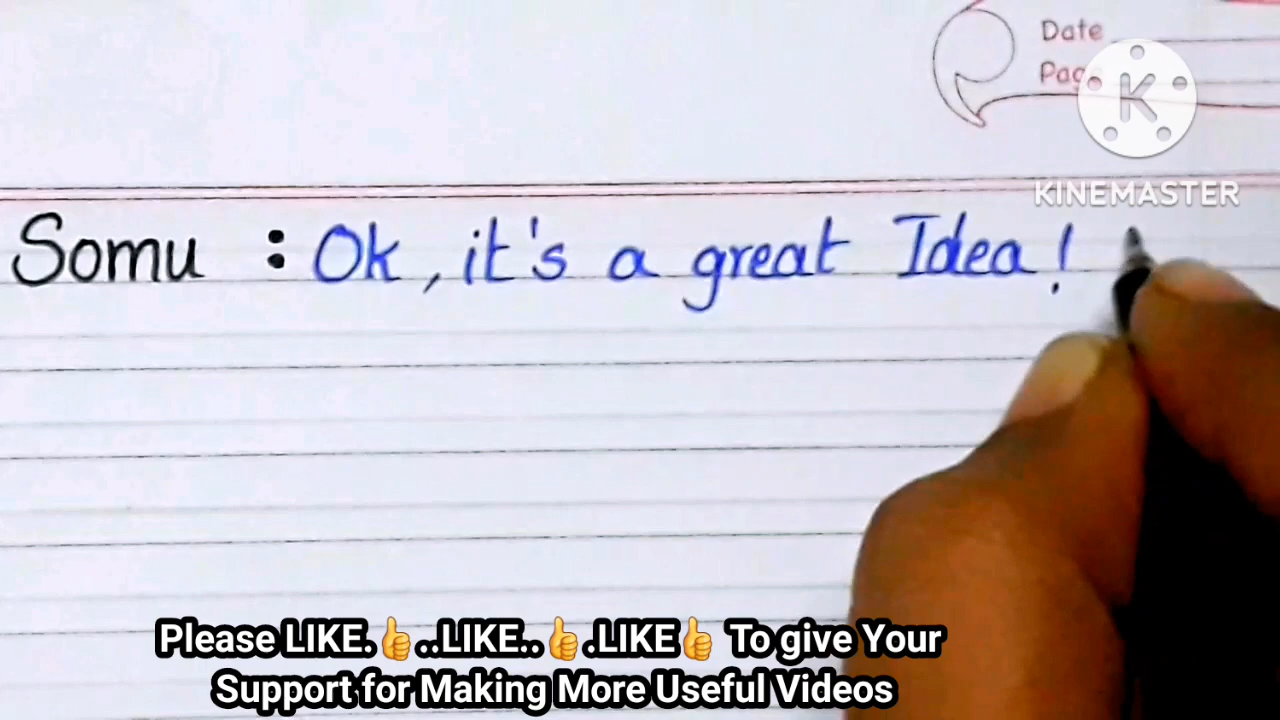 Date
Page
K
KINEMASTER
Somu : Ok, it's a great Idea!
Please LIKE.👍..LIKE..👍.LIKE👍 To give Your
Support for Making More Useful Videos